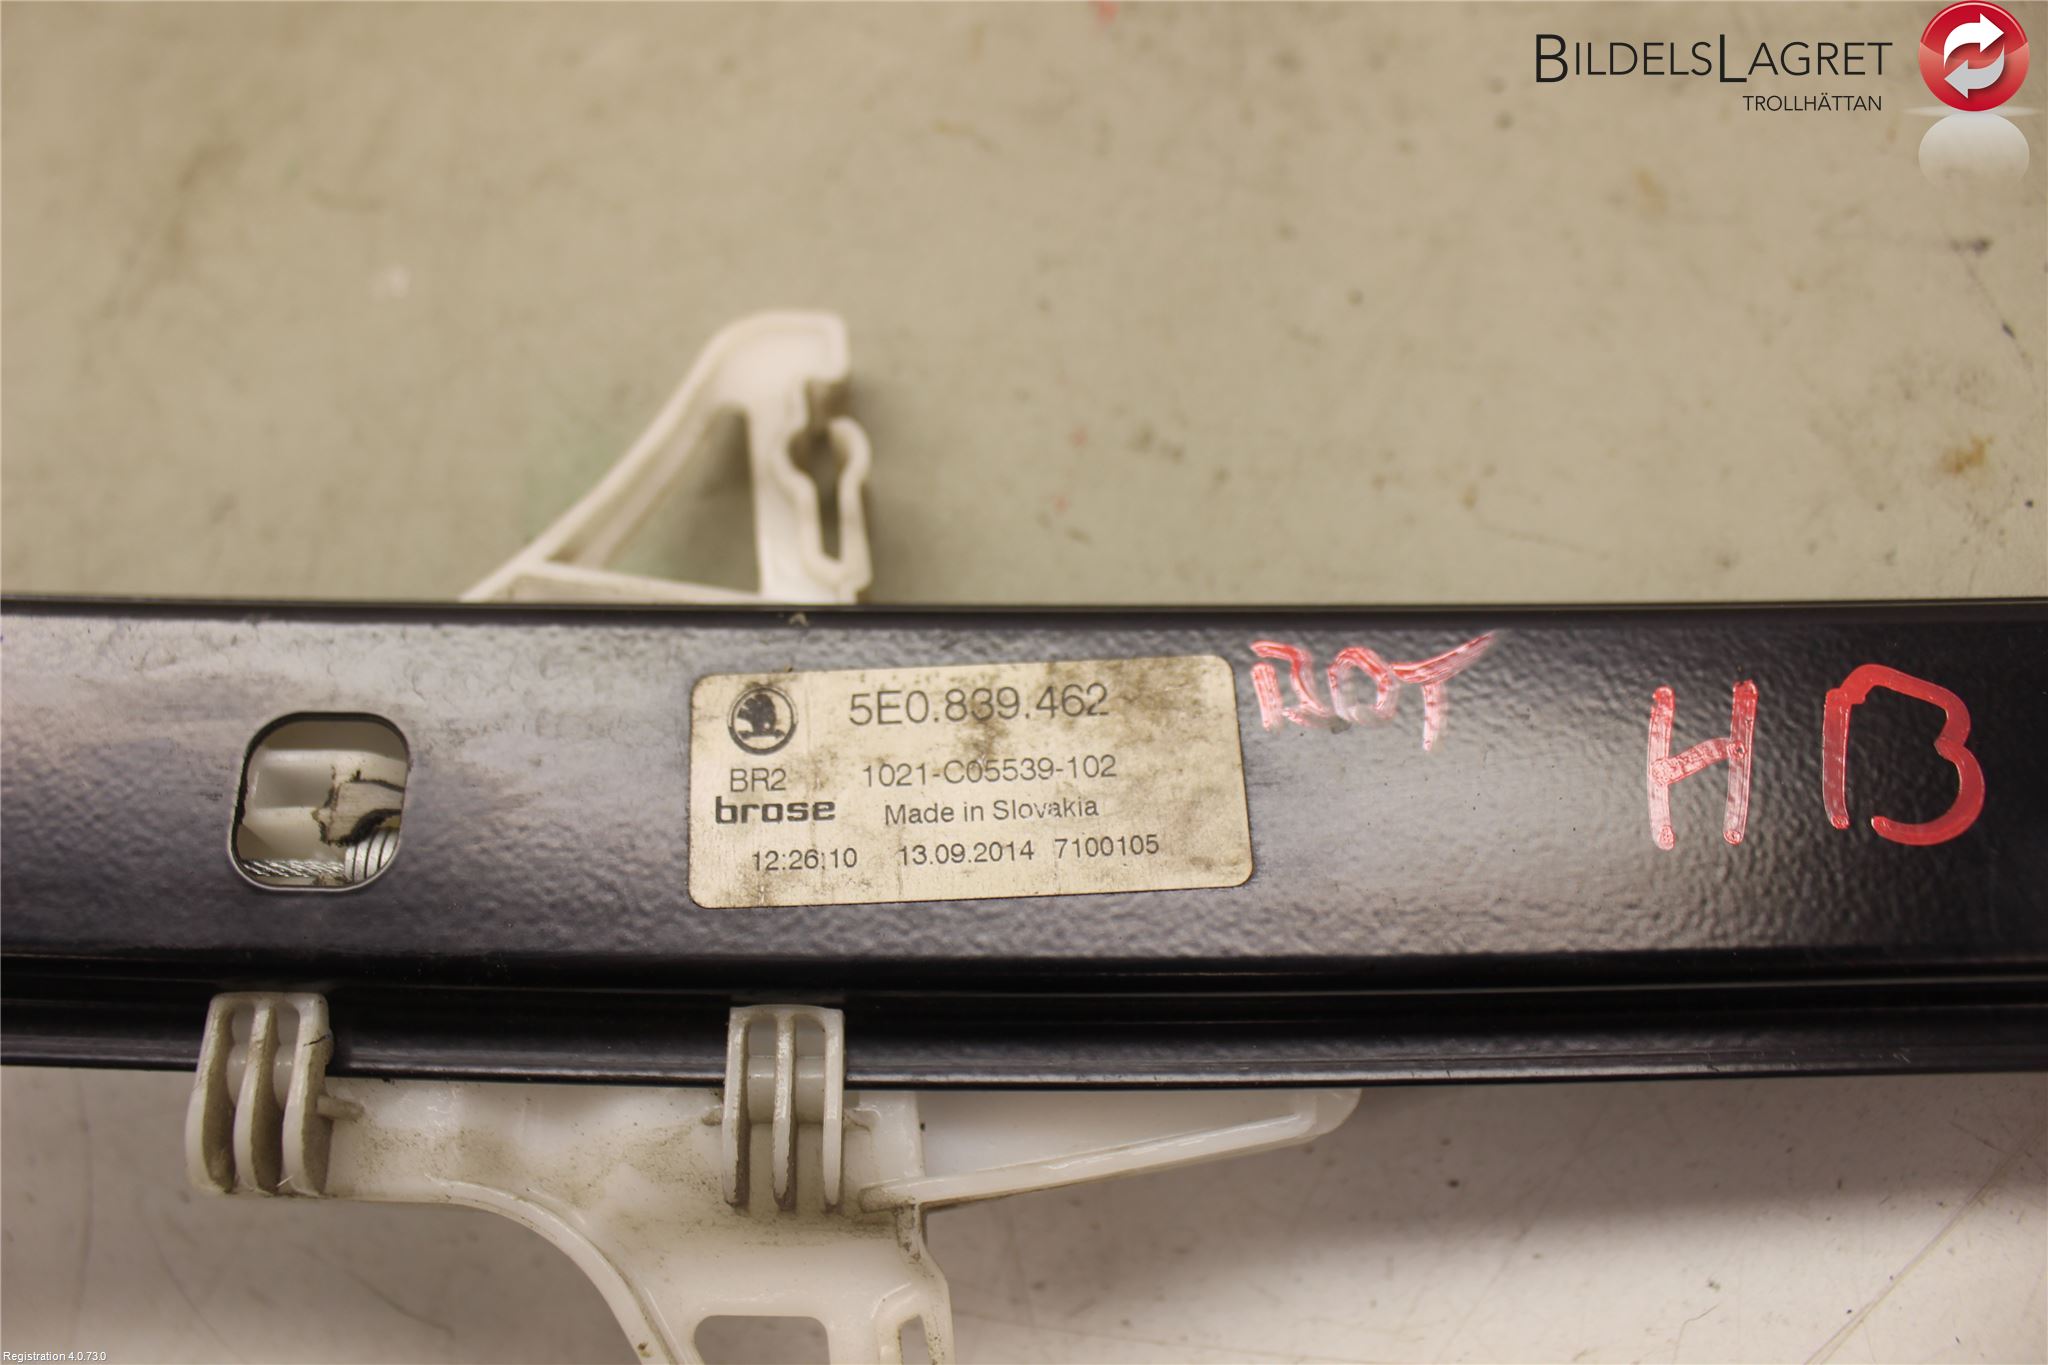 BILDELSLAGRET
TROLLHÄTTAN
5E0.839.462
BR2 1021-C05539-102
brose Made in Slovakia
12:26:10 13.09.2014 7100105
HB
Registration 4.0.73.0